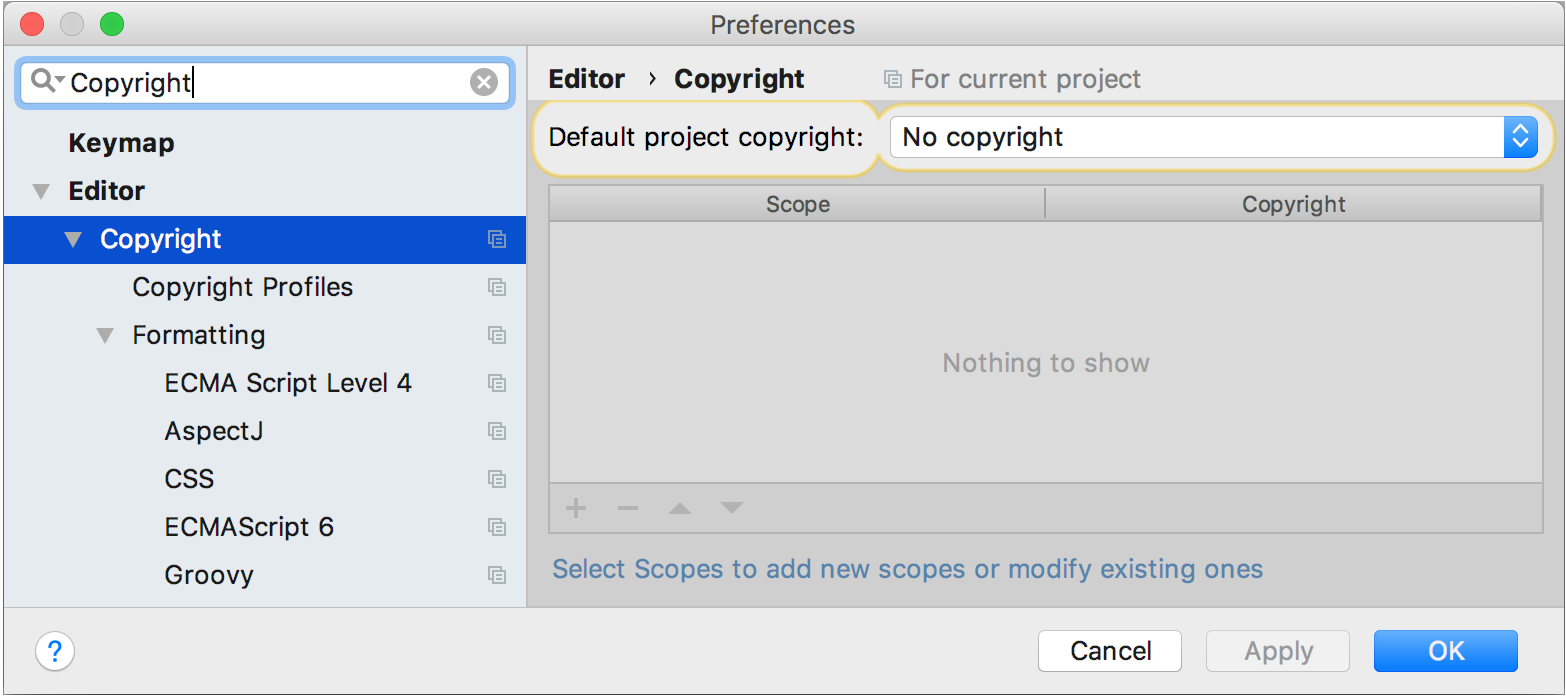 Preferences
Copyright
Keymap
Editor
Copyright
Copyright Profiles
Formatting
ECMA Script Level 4
AspectJ
CSS
ECMAScript 6
Groovy
Editor › Copyright For current project
Default project copyright: No copyright
Scope Copyright
Nothing to show
Select Scopes to add new scopes or modify existing ones
? Cancel Apply OK